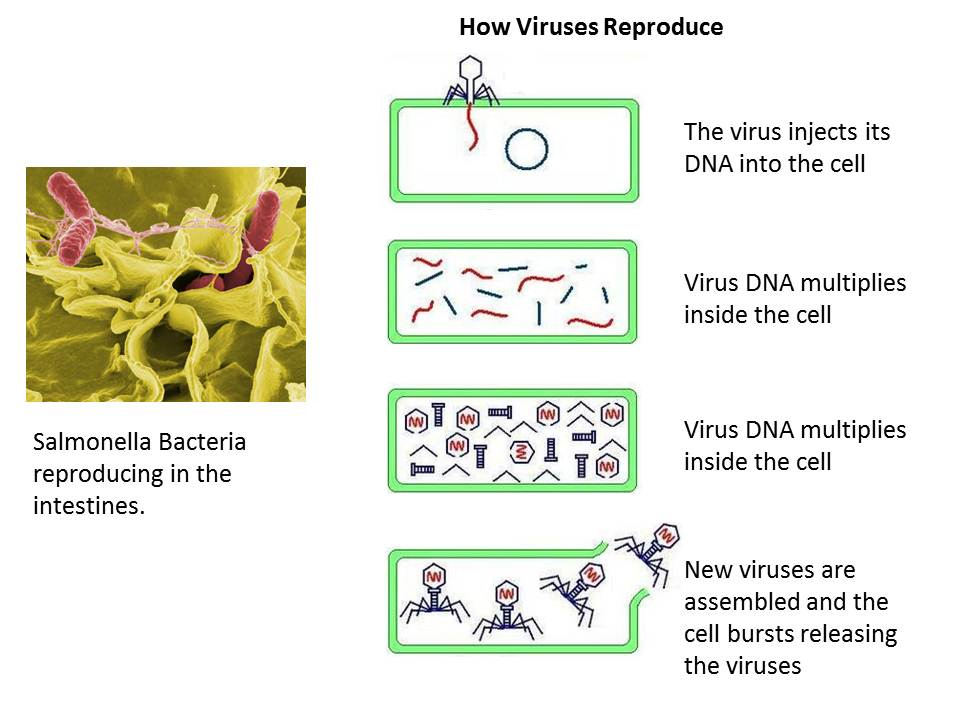 How Viruses Reproduce
The virus injects its
DNA into the cell
Virus DNA multiplies
inside the cell
Virus DNA multiplies
inside the cell
New viruses are
assembled and the
cell bursts releasing
the viruses
Salmonella Bacteria
reproducing in the
intestines.